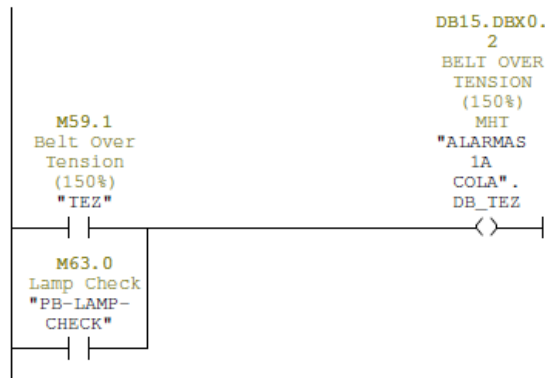 DB15.DBX0.
2
BELT OVER
TENSION
(150%)
MHT
"ALARMAS
1A
COLA".
DB_TEZ
M59.1
Belt Over
Tension
(150%)
"TEZ"
M63.0
Lamp Check
"PB-LAMP-
CHECK"